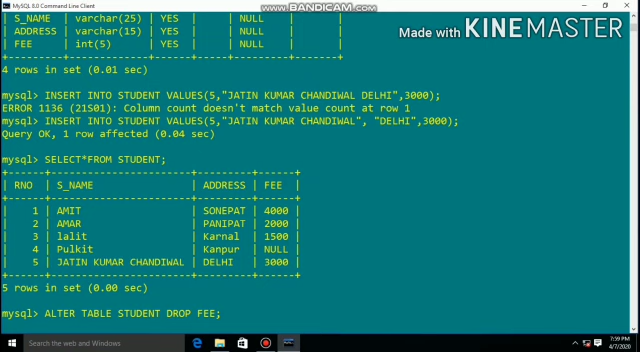 MySQL 8.0 Command Line Client
www.BANDICAM.com
Made with KINEMASTER
| S_NAME | varchar(25) | YES | | NULL | |
| ADDRESS | varchar(15) | YES | | NULL | |
| FEE | int(5) | YES | | NULL | |
+---------+-------------+------+-----+---------+-------+
4 rows in set (0.01 sec)
mysql> INSERT INTO STUDENT VALUES(5,"JATIN KUMAR CHANDIWAL DELHI",3000);
ERROR 1136 (21S01): Column count doesn't match value count at row 1
mysql> INSERT INTO STUDENT VALUES(5,"JATIN KUMAR CHANDIWAL", "DELHI",3000);
Query OK, 1 row affected (0.04 sec)
mysql> SELECT*FROM STUDENT;
+------+-----------------------+---------+------+
| RNO | S_NAME | ADDRESS | FEE |
+------+-----------------------+---------+------+
| 1 | AMIT | SONEPAT | 4000 |
| 2 | AMAR | PANIPAT | 2000 |
| 3 | lalit | Karnal | 1500 |
| 4 | Pulkit | Kanpur | NULL |
| 5 | JATIN KUMAR CHANDIWAL | DELHI | 3000 |
+------+-----------------------+---------+------+
5 rows in set (0.00 sec)
mysql> ALTER TABLE STUDENT DROP FEE;
Search the web and Windows
7:59 PM
4/7/2020